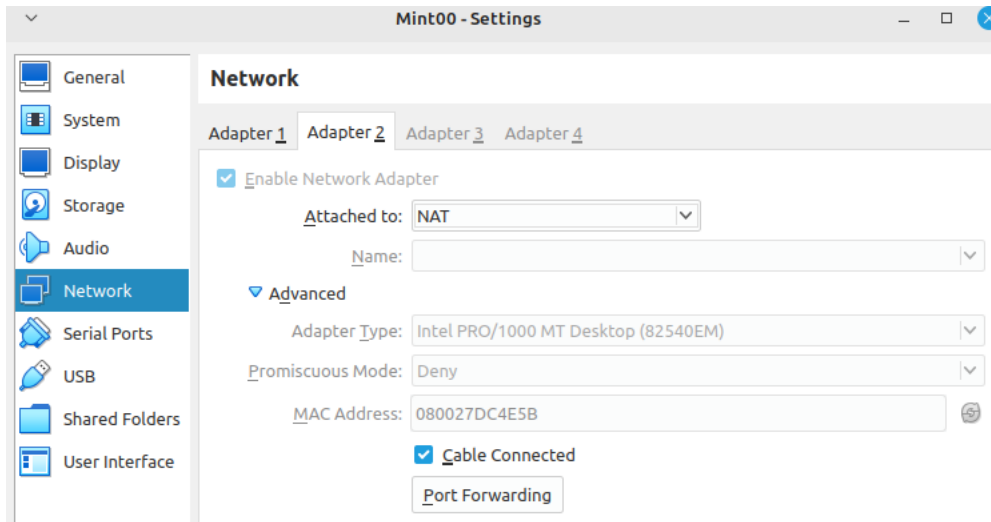 Mint00 - Settings
General
System
Display
Storage
Audio
Network
Serial Ports
USB
Shared Folders
User Interface
Network
Adapter 1 Adapter 2 Adapter 3 Adapter 4
Enable Network Adapter
Attached to: NAT
Name:
Advanced
Adapter Type: Intel PRO/1000 MT Desktop (82540EM)
Promiscuous Mode: Deny
MAC Address: 080027DC4E5B
Cable Connected
Port Forwarding